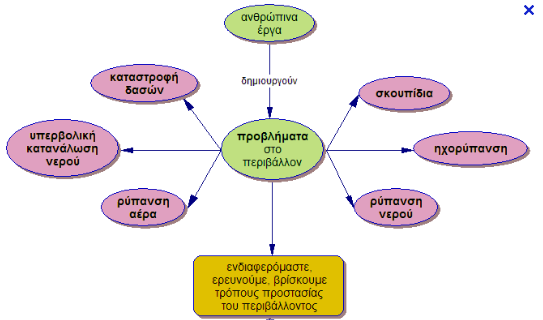 ανθρώπινα
έργα
δημιουργούν
καταστροφή
δασών
σκουπίδια
υπερβολική
κατανάλωση
νερού
προβλήματα
στο
περιβάλλον
ηχορύπανση
ρύπανση
αέρα
ρύπανση
νερού
ενδιαφερόμαστε,
ερευνούμε, βρίσκουμε
τρόπους προστασίας
του περιβάλλοντος